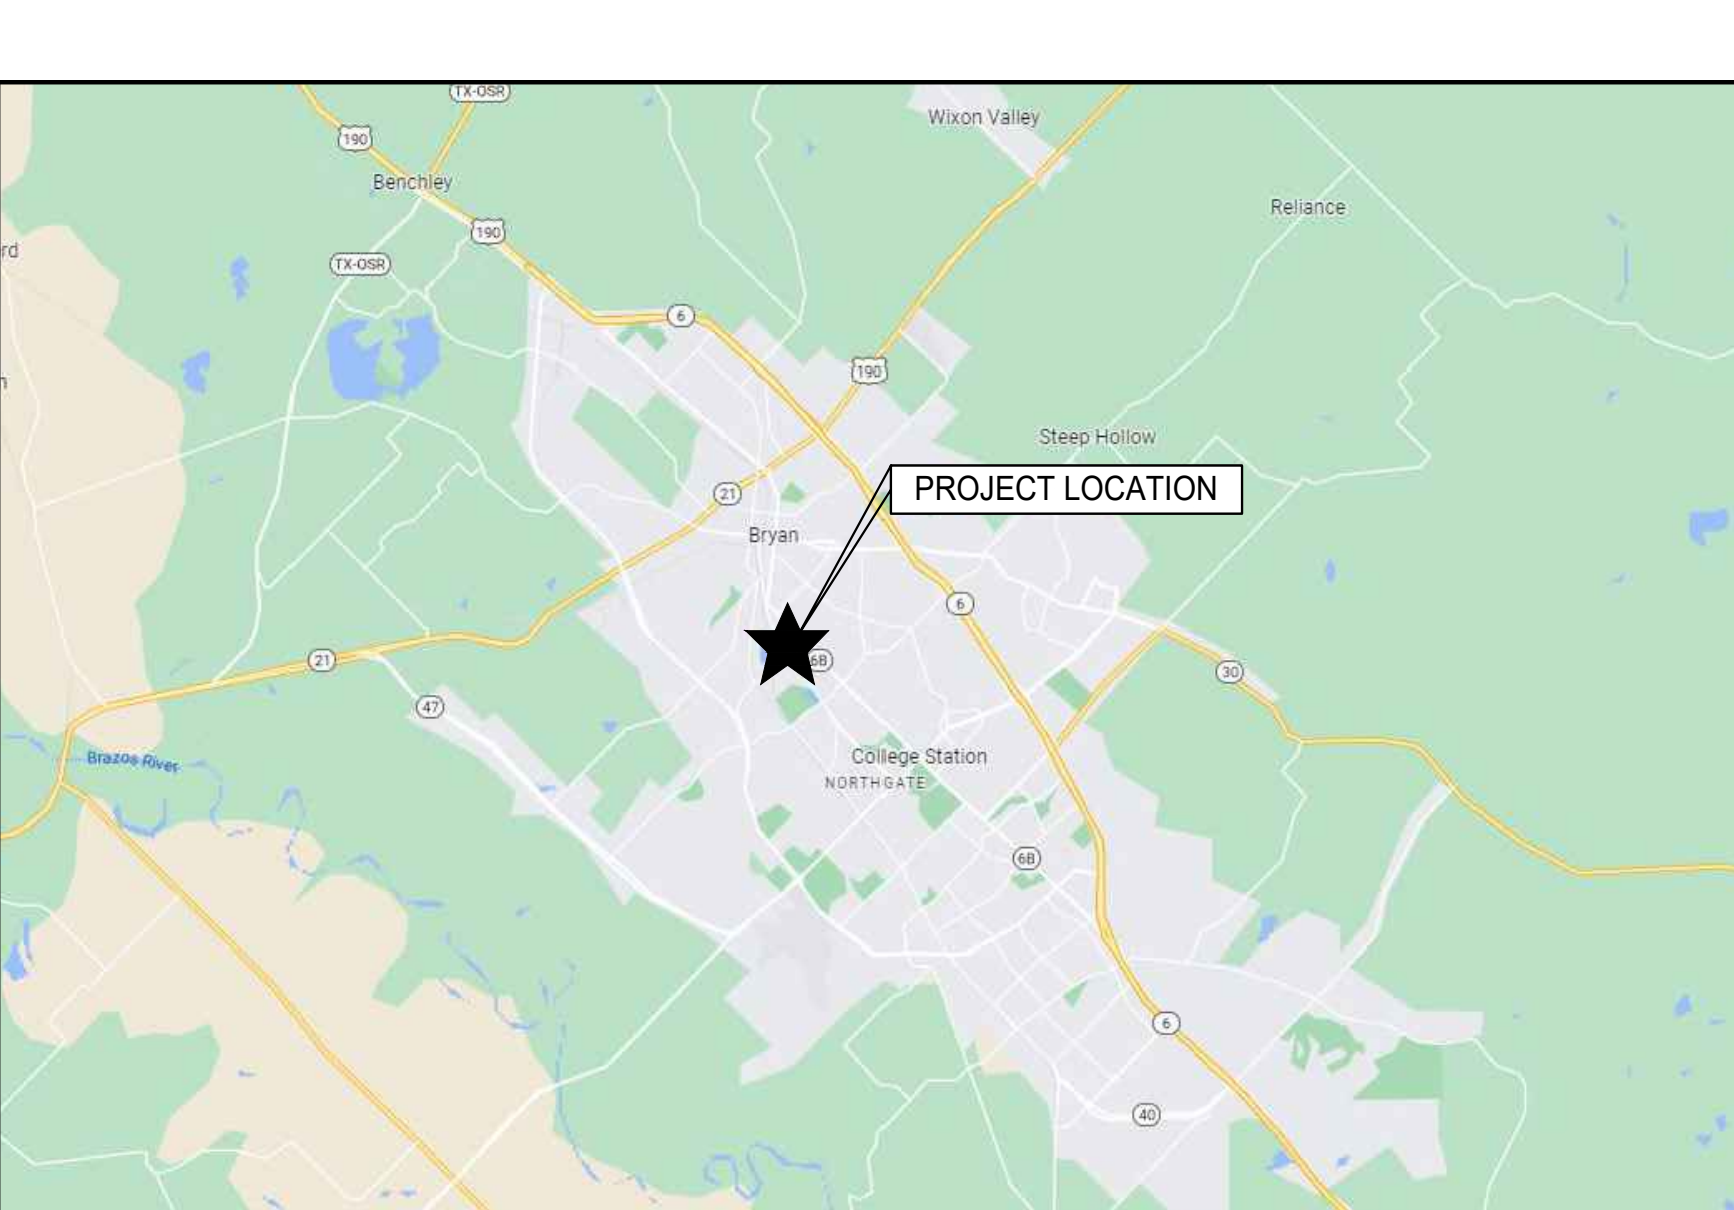 TX-OSR
Wixon Valley
190
Benchley
Reliance
190
rd
TX-OSR
6
190
Steep Hollow
PROJECT LOCATION
21
Bryan
6
6B
21
30
47
College Station
Brazos River
NORTHGATE
6B
6
40